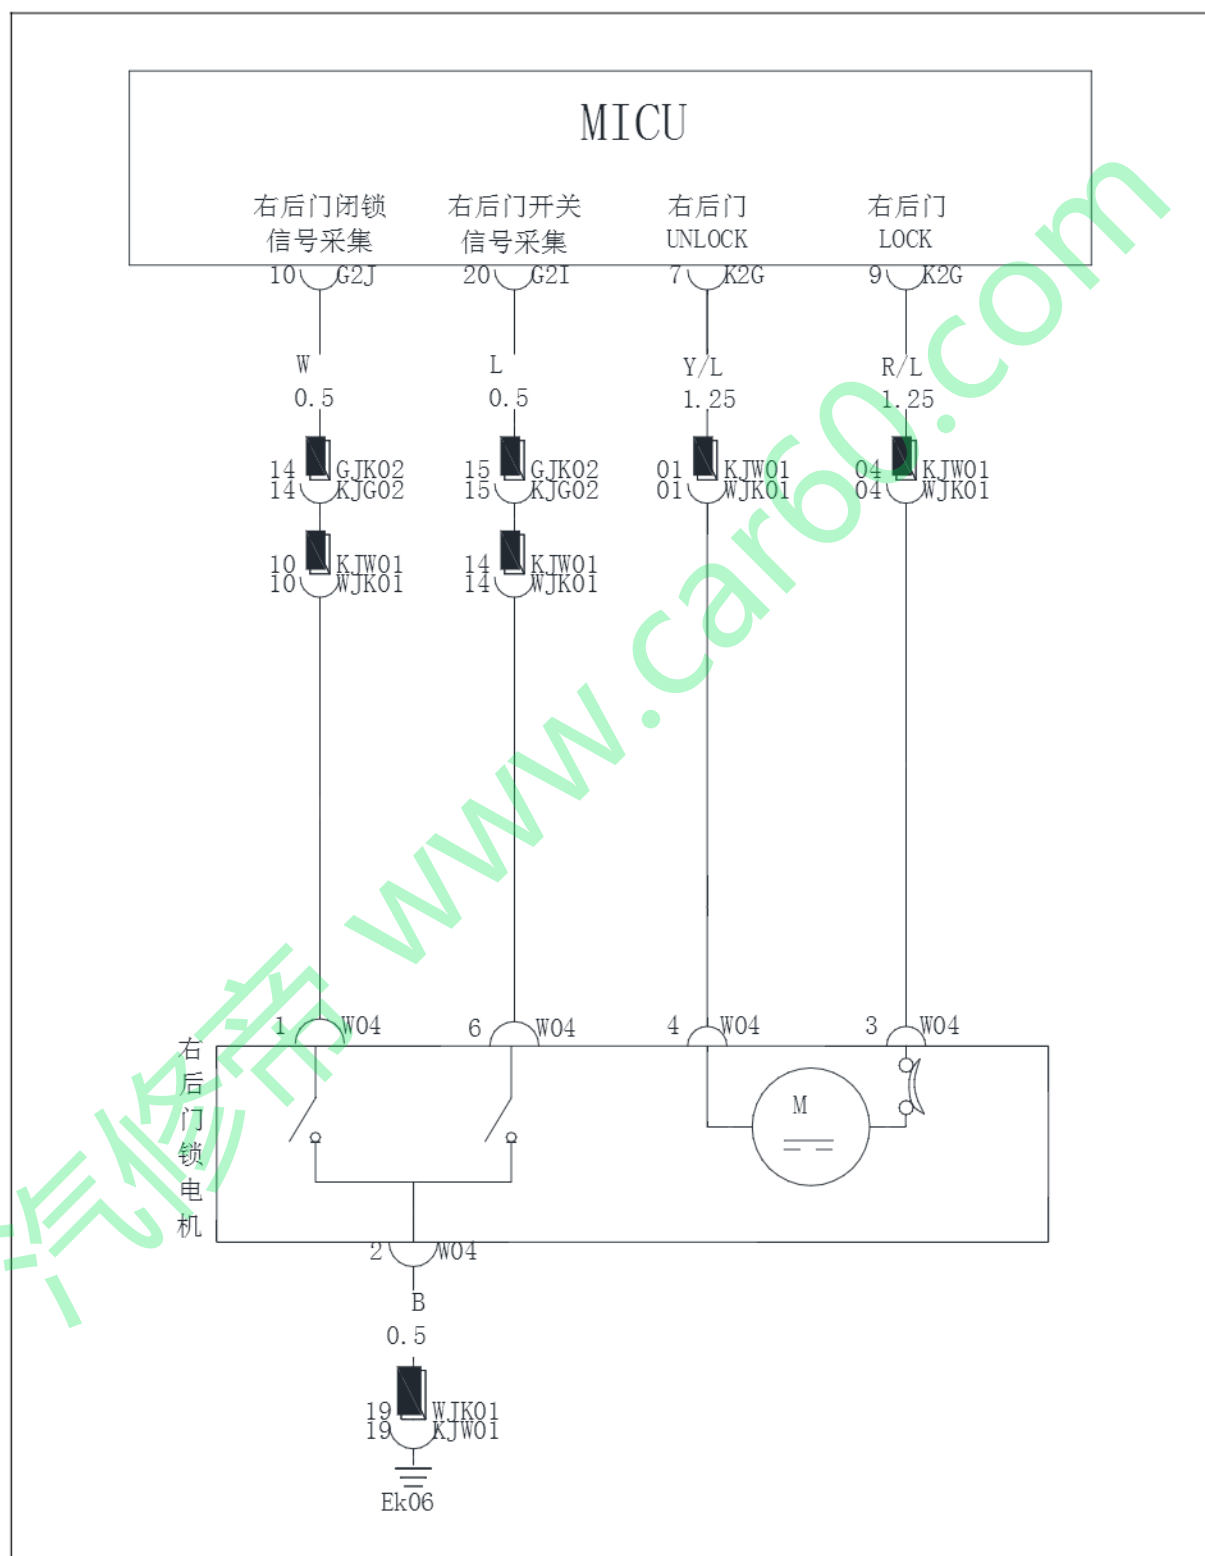 MICU
右后门闭锁 右后门开关 右后门 右后门
信号采集 信号采集 UNLOCK LOCK
10 G2J 20 G2I 7 K2G 9 K2G
W L Y/L R/L
0.5 0.5 1.25 1.25
14 GJK02 15 GJK02 01 KJW01 04 KJW01
14 KJG02 15 KJG02 01 WJK01 04 WJK01
10 KJW01 14 KJW01
10 WJK01 14 WJK01
1 W04 6 W04 4 W04 3 W04
右后门锁电机
M
2 W04
B
0.5
19 WJK01
19 KJW01
Ek06
汽修帝 www.car60.com